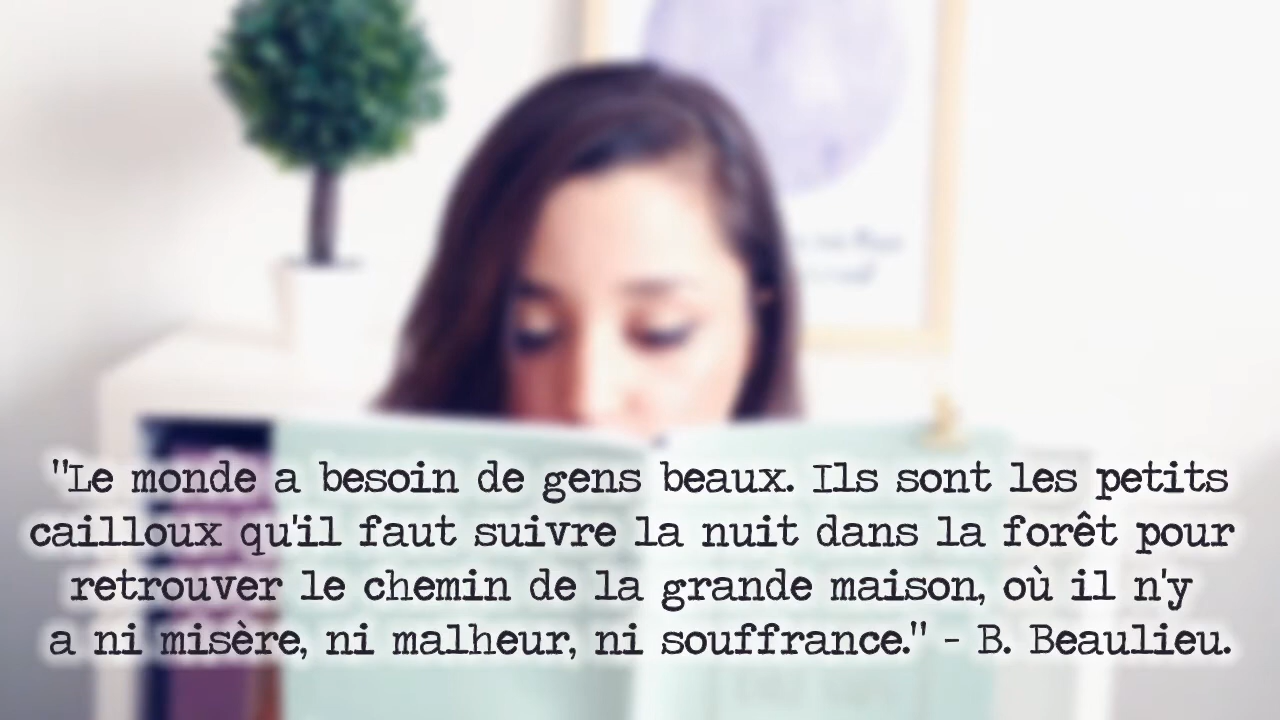 "Le monde a besoin de gens beaux. Ils sont les petits
cailloux qu'il faut suivre la nuit dans la forêt pour
retrouver le chemin de la grande maison, où il n'y
a ni misère, ni malheur, ni souffrance." - B. Beaulieu.